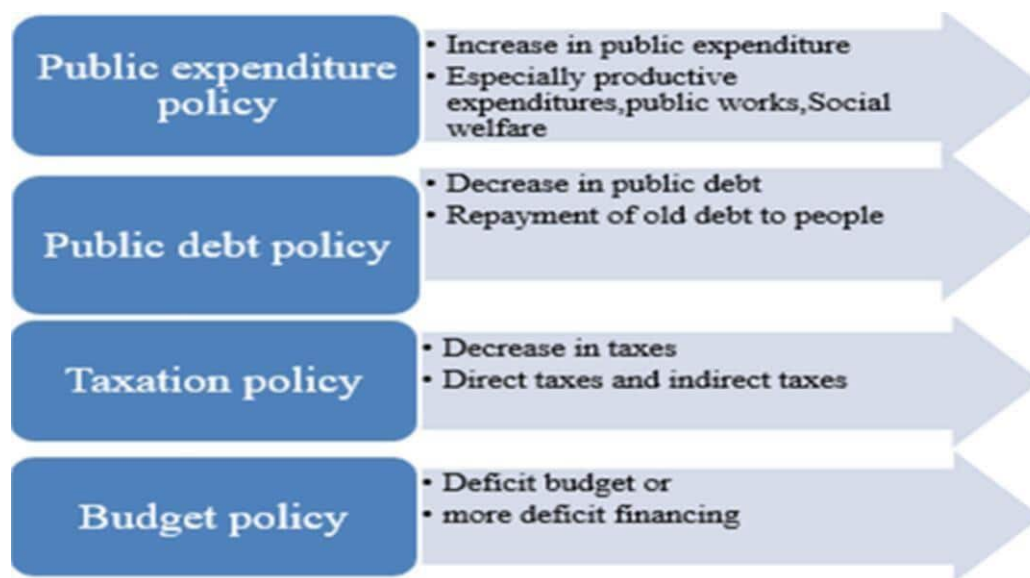 Public expenditure
policy
• Increase in public expenditure
• Especially productive
expenditures,public works,Social
welfare
Public debt policy
• Decrease in public debt
• Repayment of old debt to people
Taxation policy
• Decrease in taxes
• Direct taxes and indirect taxes
Budget policy
• Deficit budget or
• more deficit financing